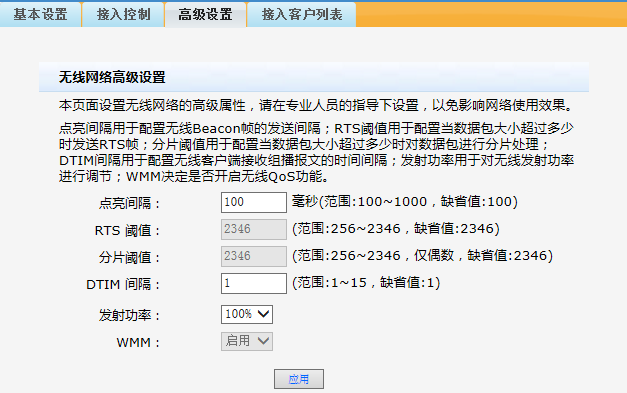 基本设置 接入控制 高级设置 接入客户列表
无线网络高级设置
本页面设置无线网络的高级属性，请在专业人员的指导下设置，以免影响网络使用效果。
点亮间隔用于配置无线Beacon帧的发送间隔；RTS阈值用于配置当数据包大小超过多少
时发送RTS帧；分片阈值用于配置当数据包大小超过多少时对数据包进行分片处理；
DTIM间隔用于配置无线客户端接收组播报文的时间间隔；发射功率用于对无线发射功率
进行调节；WMM决定是否开启无线QoS功能。
点亮间隔： 100 毫秒(范围:100~1000，缺省值:100)
RTS 阈值： 2346 (范围:256~2346，缺省值:2346)
分片阈值： 2346 (范围:256~2346，仅偶数，缺省值:2346)
DTIM 间隔： 1 (范围:1~15，缺省值:1)
发射功率： 100%
WMM： 启用
应用